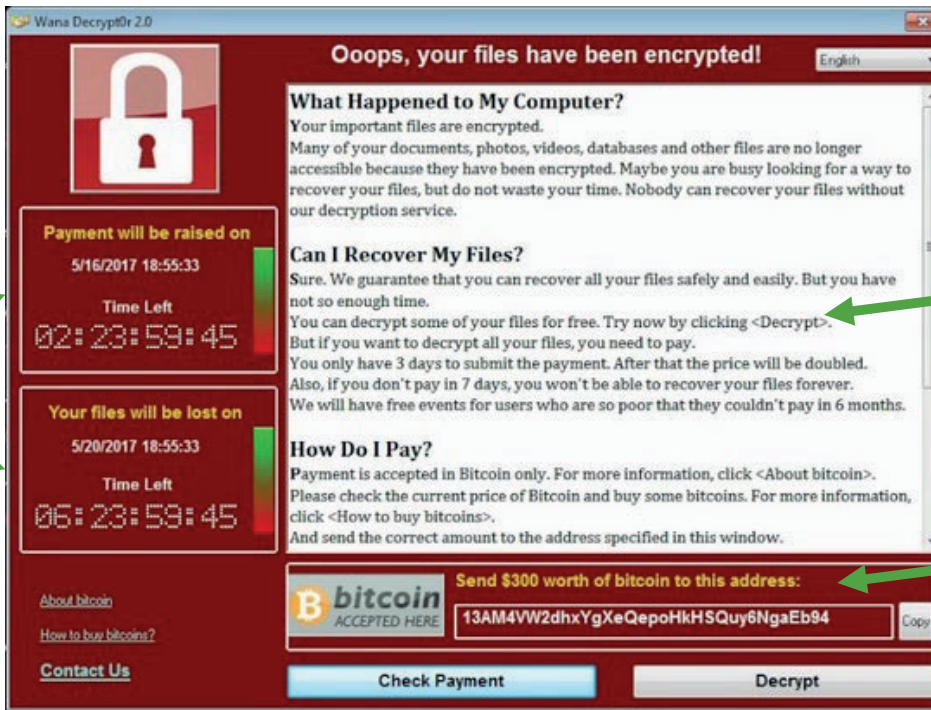 Wana Decrypt0r 2.0
Ooops, your files have been encrypted!
English
What Happened to My Computer?
Your important files are encrypted.
Many of your documents, photos, videos, databases and other files are no longer
accessible because they have been encrypted. Maybe you are busy looking for a way to
recover your files, but do not waste your time. Nobody can recover your files without
our decryption service.
Can I Recover My Files?
Sure. We guarantee that you can recover all your files safely and easily. But you have
not so enough time.
You can decrypt some of your files for free. Try now by clicking <Decrypt>.
But if you want to decrypt all your files, you need to pay.
You only have 3 days to submit the payment. After that the price will be doubled.
Also, if you don't pay in 7 days, you won't be able to recover your files forever.
We will have free events for users who are so poor that they couldn't pay in 6 months.
How Do I Pay?
Payment is accepted in Bitcoin only. For more information, click <About bitcoin>.
Please check the current price of Bitcoin and buy some bitcoins. For more information,
click <How to buy bitcoins>.
And send the correct amount to the address specified in this window.
Payment will be raised on
5/16/2017 18:55:33
Time Left
02:23:59:45
Your files will be lost on
5/20/2017 18:55:33
Time Left
06:23:59:45
About bitcoin
How to buy bitcoins?
Contact Us
bitcoin
ACCEPTED HERE
Send $300 worth of bitcoin to this address:
13AM4VW2dhxYgXeQepoHkHSQuy6NgaEb94
Copy
Check Payment
Decrypt